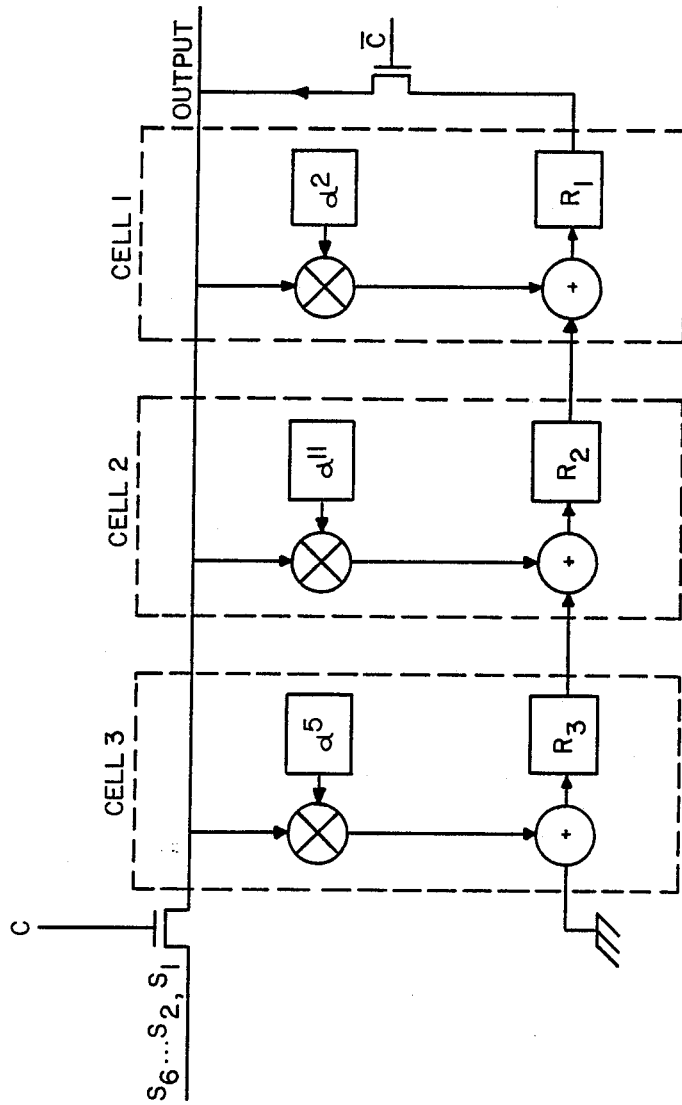 C
S₆...S₂, S₁
CELL 3
CELL 2
CELL 1
OUTPUT
C̅
α⁵
α¹¹
α²
+
+
+
R₃
R₂
R₁